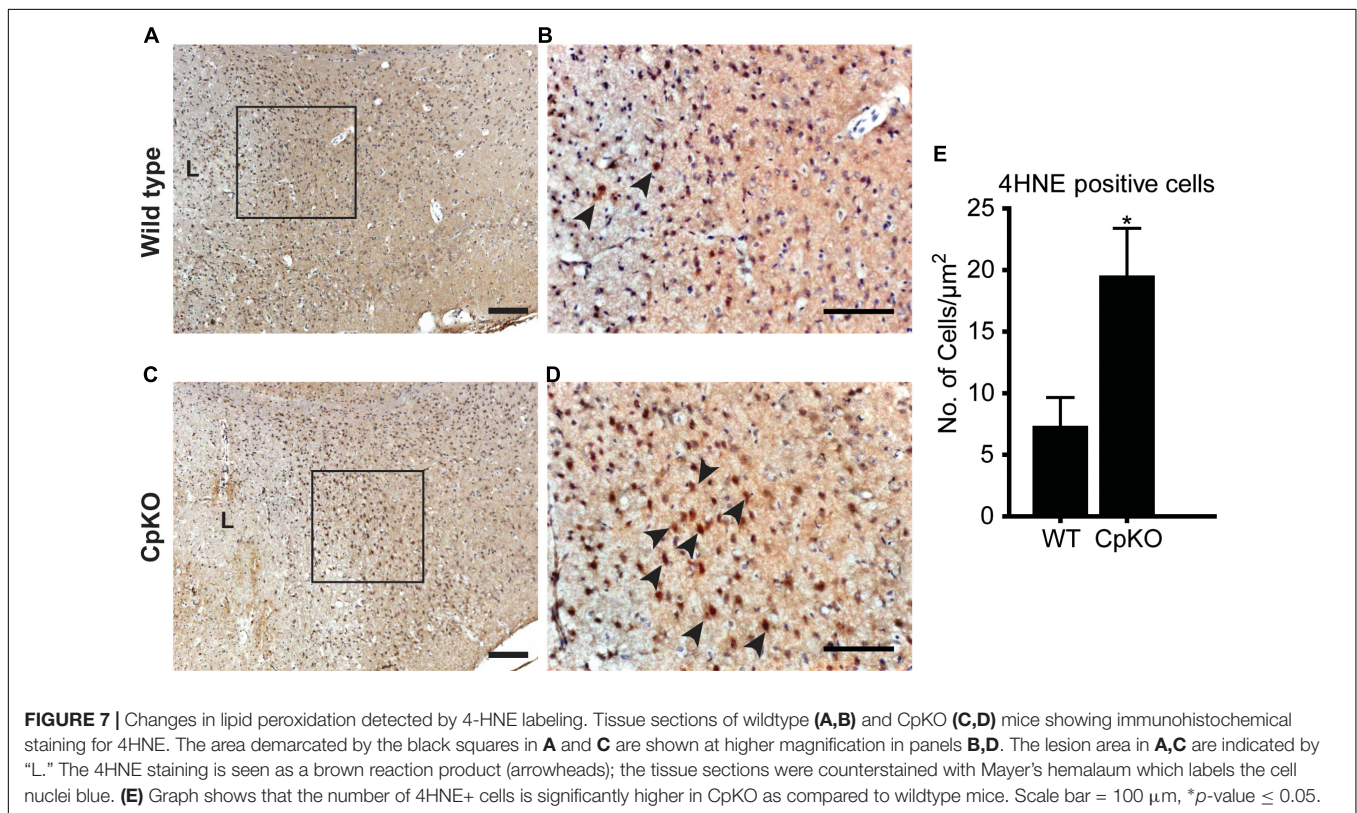 A
B
Wild type
L
C
D
CpKO
L
E
4HNE positive cells
No. of Cells/μm²
25
20
15
10
5
0
*
WT CpKO
FIGURE 7 | Changes in lipid peroxidation detected by 4-HNE labeling. Tissue sections of wildtype (A,B) and CpKO (C,D) mice showing immunohistochemical
staining for 4HNE. The area demarcated by the black squares in A and C are shown at higher magnification in panels B,D. The lesion area in A,C are indicated by
“L.” The 4HNE staining is seen as a brown reaction product (arrowheads); the tissue sections were counterstained with Mayer’s hemalaum which labels the cell
nuclei blue. (E) Graph shows that the number of 4HNE+ cells is significantly higher in CpKO as compared to wildtype mice. Scale bar = 100 μm, *p-value ≤ 0.05.